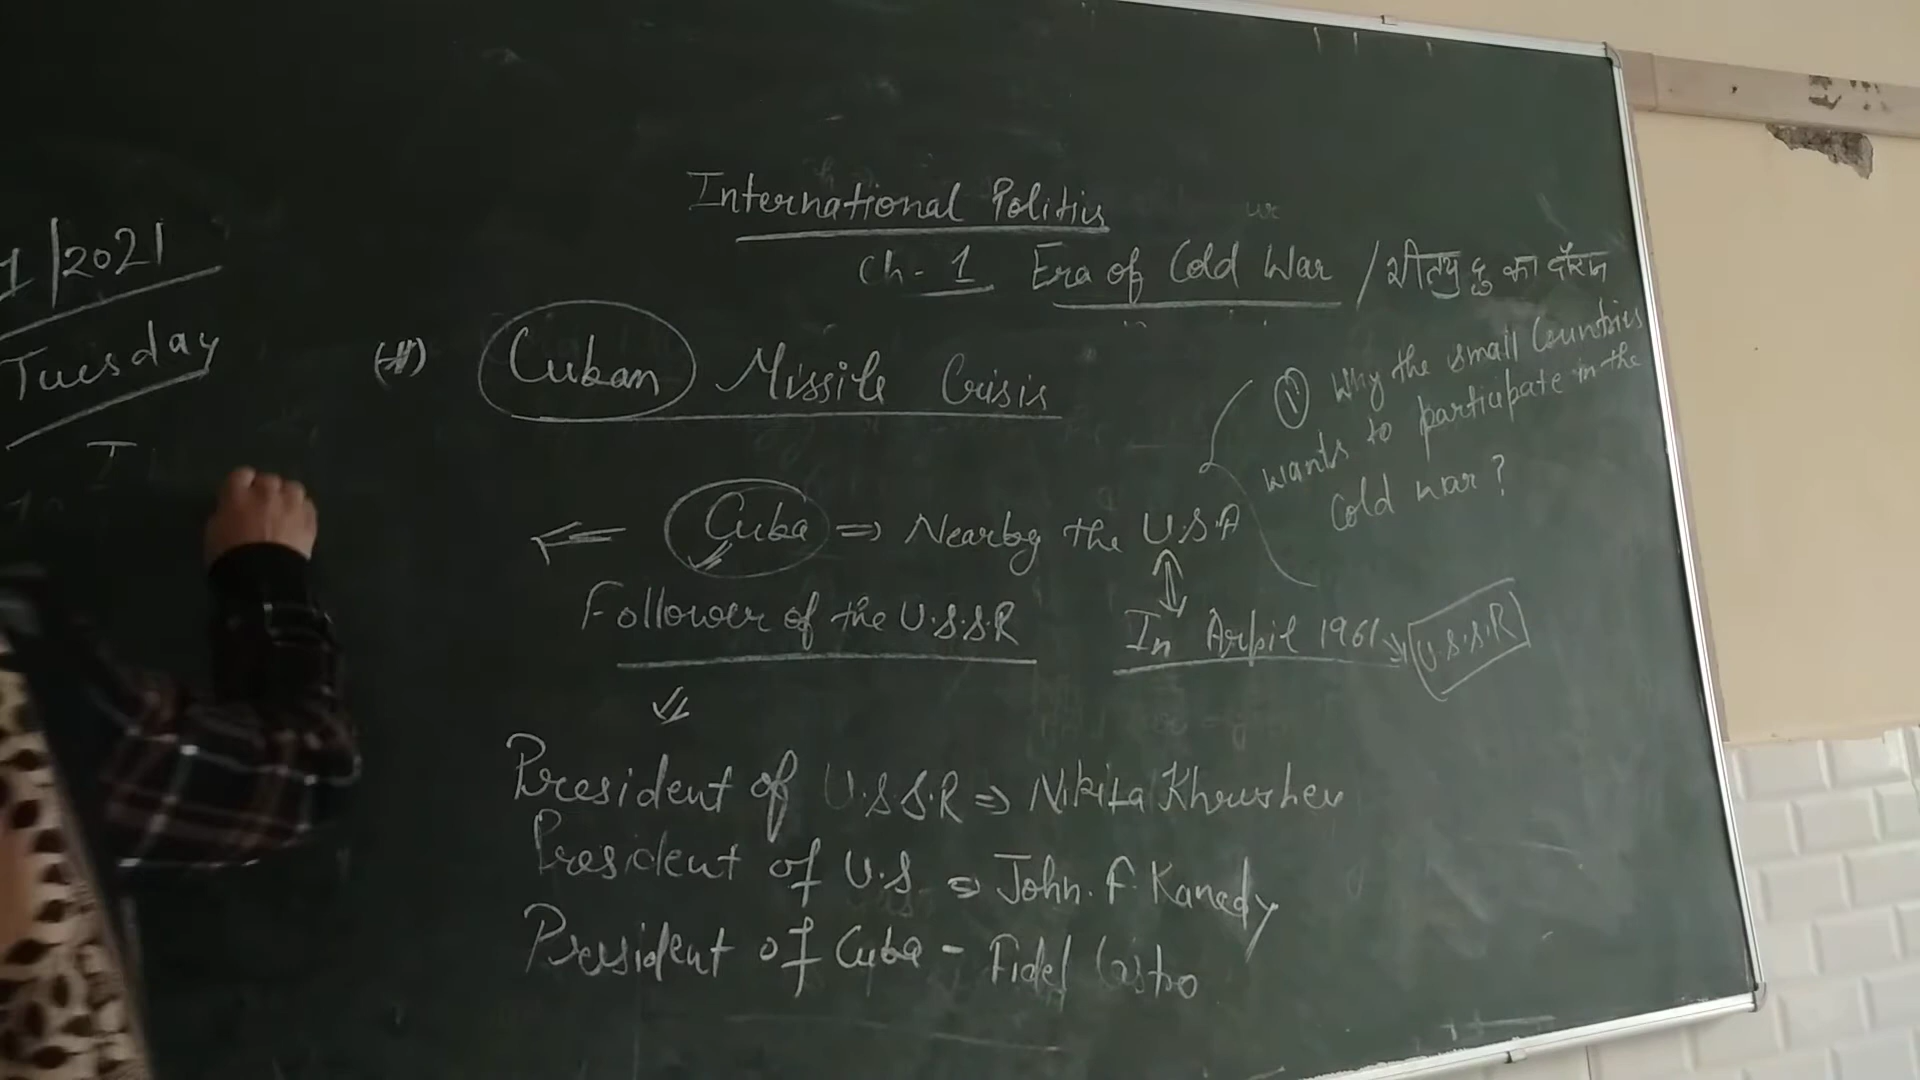 International Politics
Ch-1 Era of Cold War / शीतयुद्ध का दौर
1/2021
Tuesday
(#) Cuban Missile Crisis
① Why the small Countries
wants to participate in the
Cold war ?
⇐ Cuba ⇒ Nearby the U.S.A
Follower of the U.S.S.R
In Arpil 1961 → U.S.S.R
President of U.S.S.R ⇒ Nikita Khrushev
President of U.S ⇒ John. F. Kanedy
President of Cuba - Fidel Castro